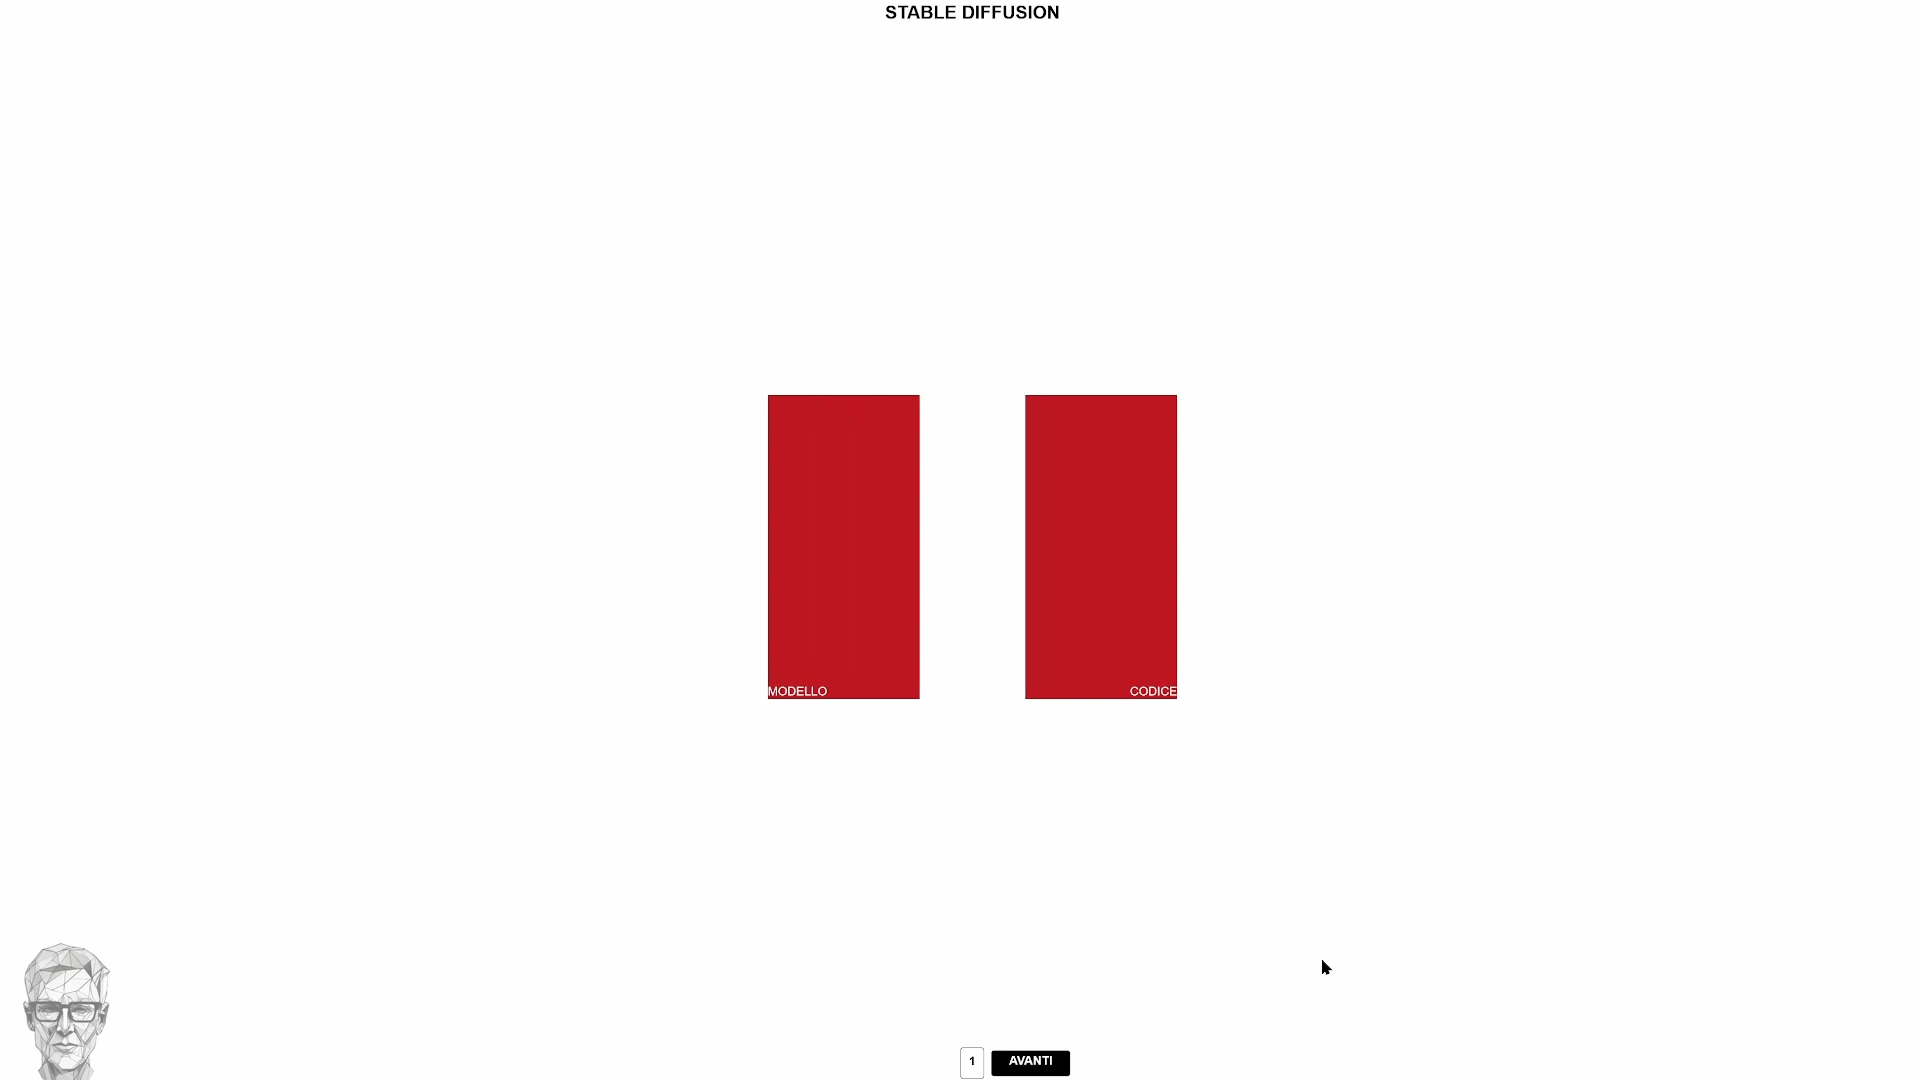 STABLE DIFFUSION
MODELLO
CODICE
1
AVANTI